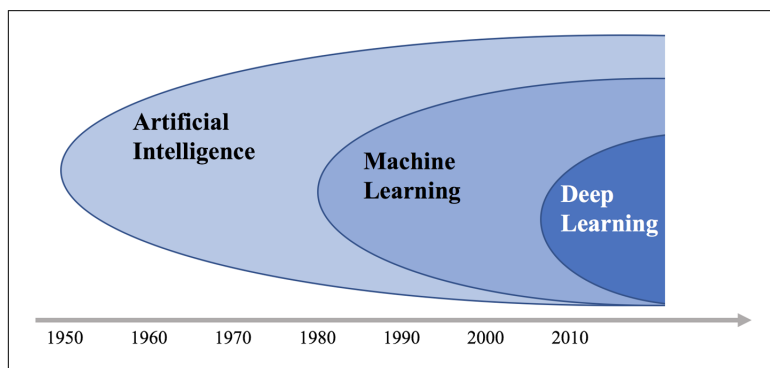 Artificial
Intelligence
Machine
Learning
Deep
Learning
1950 1960 1970 1980 1990 2000 2010